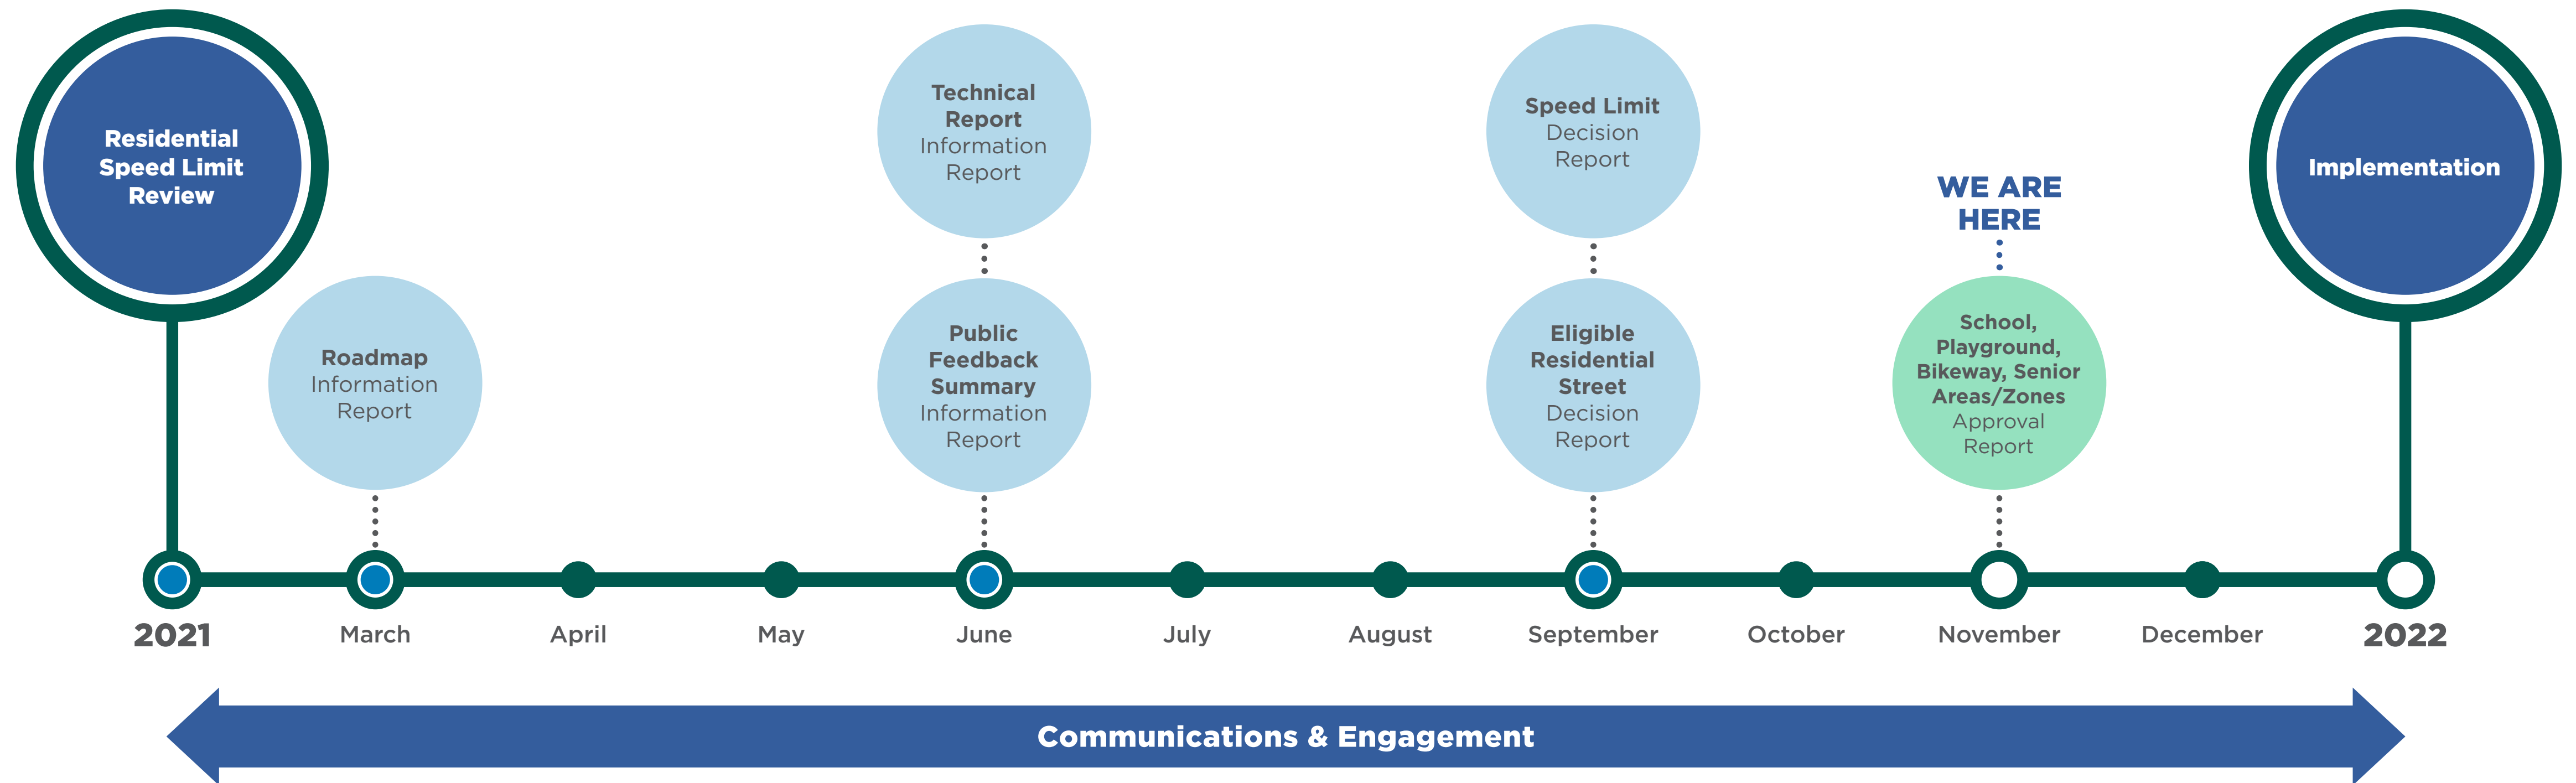 Residential
Speed Limit
Review
Roadmap
Information
Report
Technical
Report
Information
Report
Public
Feedback
Summary
Information
Report
Speed Limit
Decision
Report
Eligible
Residential
Street
Decision
Report
WE ARE
HERE
School,
Playground,
Bikeway, Senior
Areas/Zones
Approval
Report
Implementation
2021
March
April
May
June
July
August
September
October
November
December
2022
Communications & Engagement